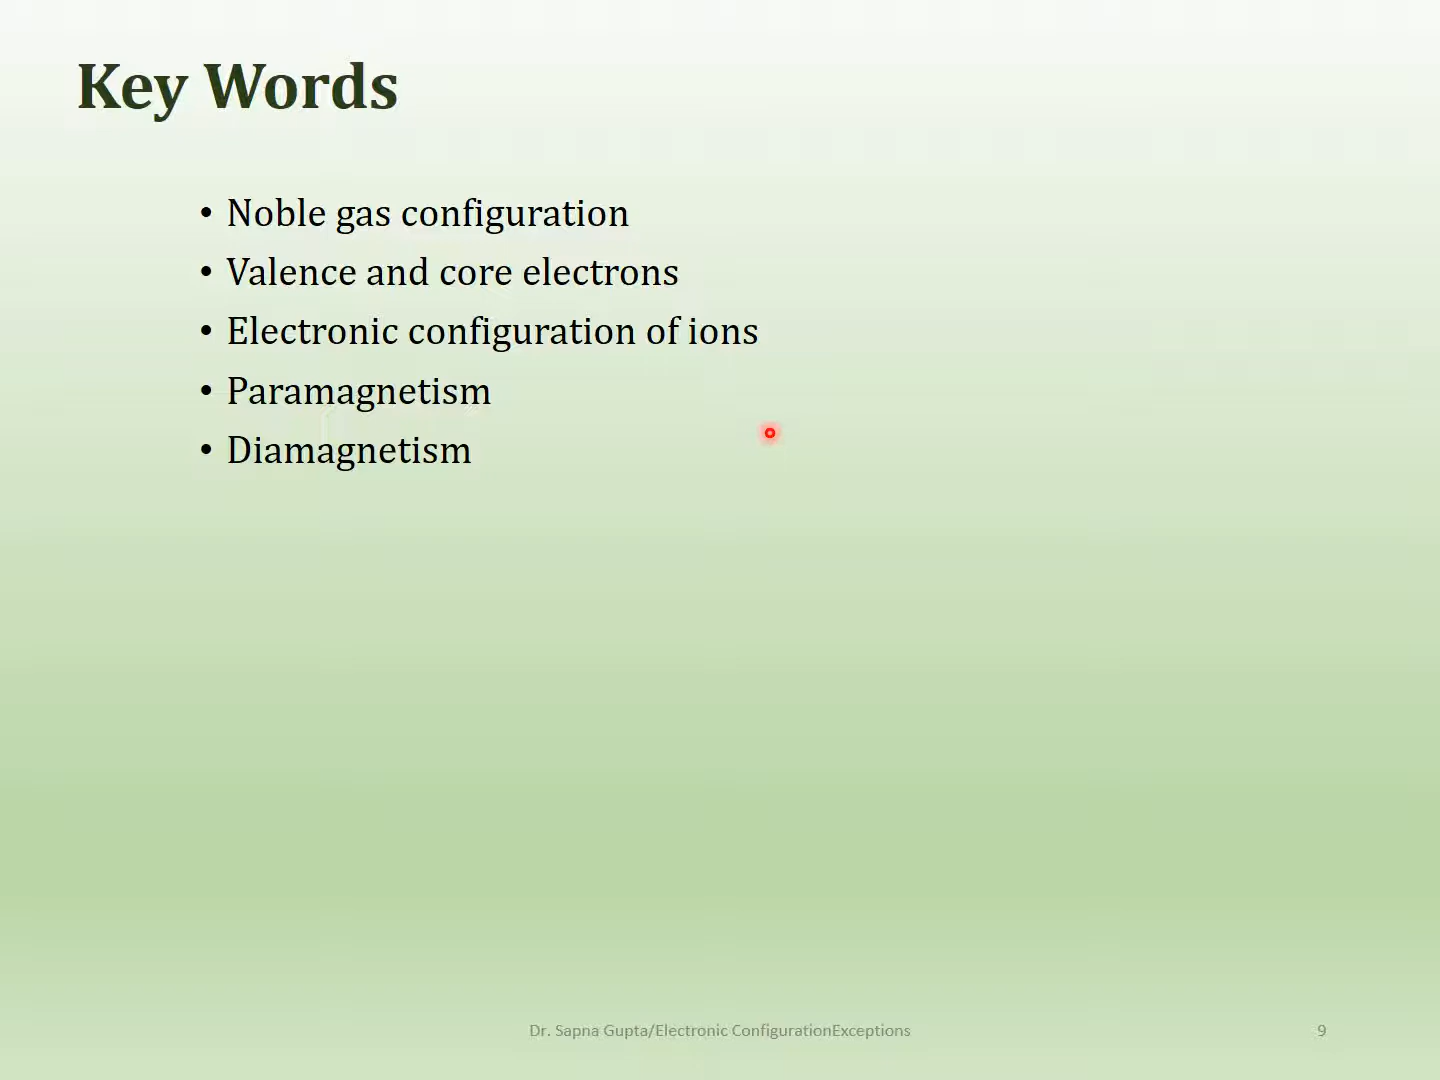 Key Words
• Noble gas configuration
• Valence and core electrons
• Electronic configuration of ions
• Paramagnetism
• Diamagnetism
Dr. Sapna Gupta/Electronic ConfigurationExceptions
9